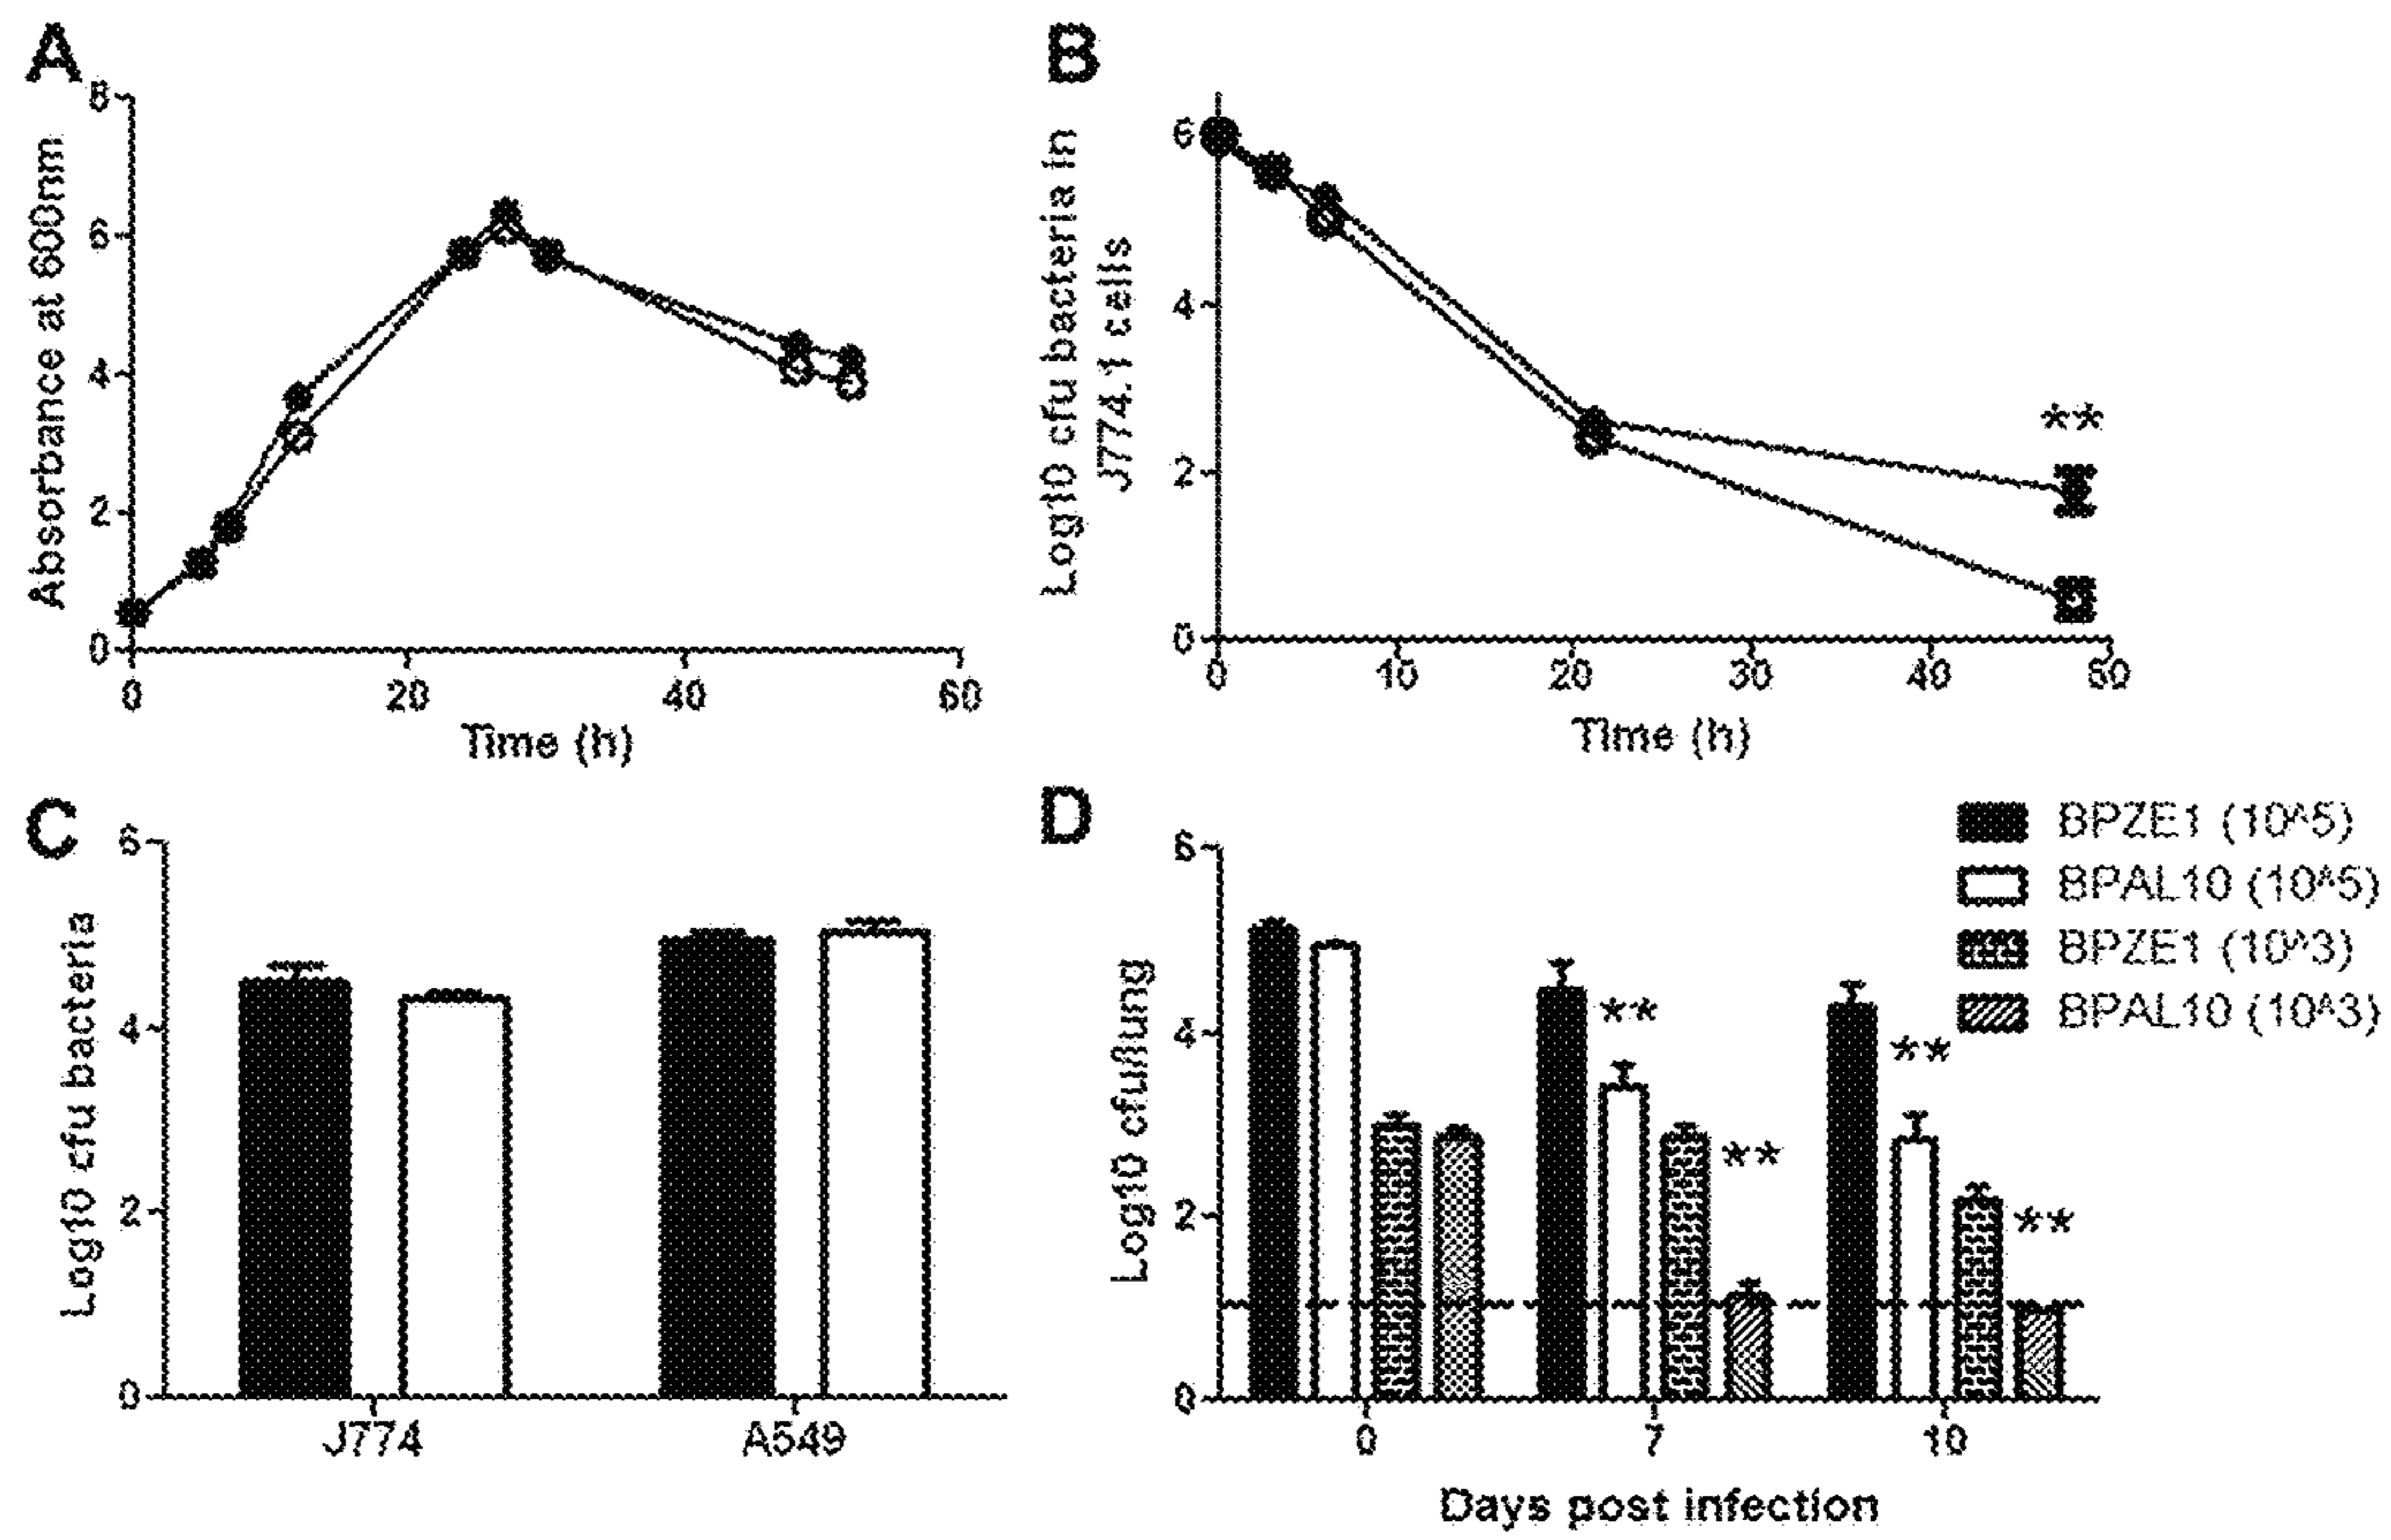 A
Absorbance at 600nm
8
6
4
2
0
0 20 40 60
Time (h)
B
Log10 cfu bacteria in
J774.1 cells
6
4
2
0
**
0 10 20 30 40 50
Time (h)
C
Log10 cfu bacteria
6
4
2
0
J774 A549
D
Log10 cfu/lung
6
4
2
0
BPZE1 (10^5)
BPAL10 (10^5)
BPZE1 (10^3)
BPAL10 (10^3)
**
**
**
**
0 7 10
Days post infection